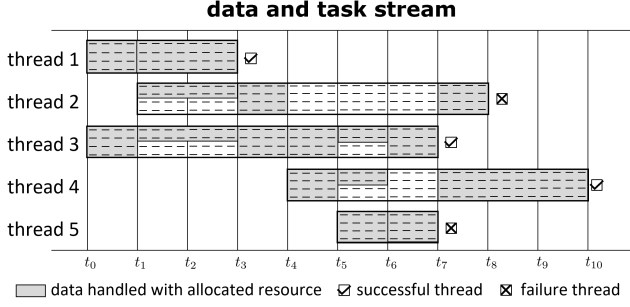 data and task stream
thread 1
thread 2
thread 3
thread 4
thread 5
t0 t1 t2 t3 t4 t5 t6 t7 t8 t9 t10
data handled with allocated resource successful thread failure thread